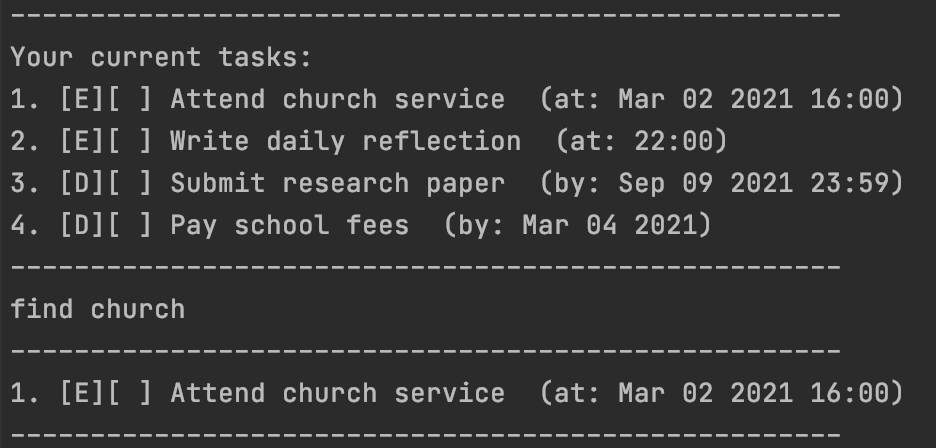 ----------------------------------------------------
Your current tasks:
1. [E][ ] Attend church service  (at: Mar 02 2021 16:00)
2. [E][ ] Write daily reflection  (at: 22:00)
3. [D][ ] Submit research paper  (by: Sep 09 2021 23:59)
4. [D][ ] Pay school fees  (by: Mar 04 2021)
----------------------------------------------------
find church
----------------------------------------------------
1. [E][ ] Attend church service  (at: Mar 02 2021 16:00)
----------------------------------------------------